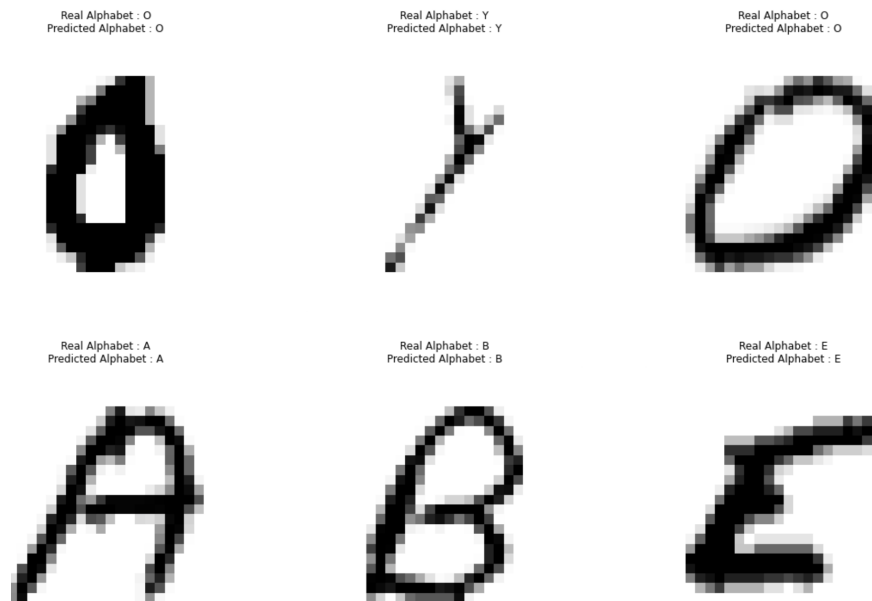 Real Alphabet : O
Predicted Alphabet : O
Real Alphabet : Y
Predicted Alphabet : Y
Real Alphabet : O
Predicted Alphabet : O
O
Y
O
Real Alphabet : A
Predicted Alphabet : A
Real Alphabet : B
Predicted Alphabet : B
Real Alphabet : E
Predicted Alphabet : E
A
B
E